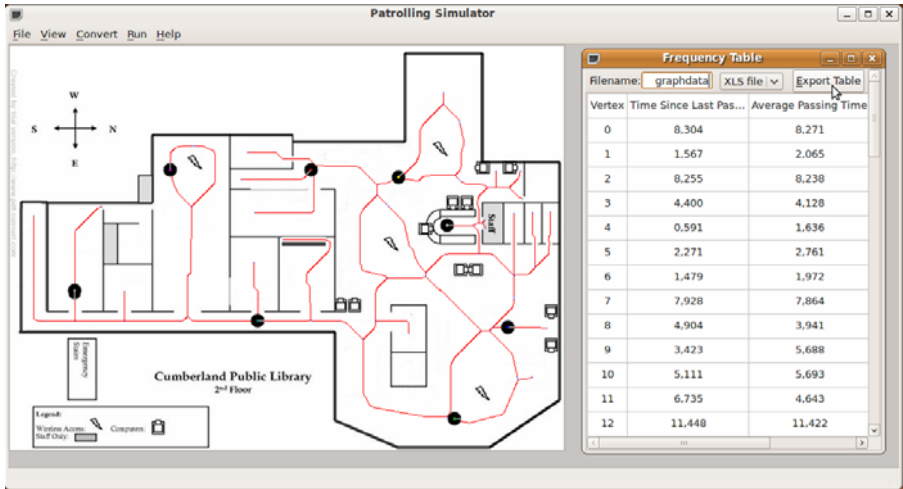 Patrolling Simulator
File View Convert Run Help
W
S N
E
Staff
Emergency
Stairs
Cumberland Public Library
2nd Floor
Legend:
Wireless Access: Computers:
Staff Only:
Frequency Table
Filename: graphdata XLS file Export Table
Vertex Time Since Last Pas... Average Passing Time
0 8,304 8,271
1 1,567 2,065
2 8,255 8,238
3 4,400 4,128
4 0,591 1,636
5 2,271 2,761
6 1,479 1,972
7 7,928 7,864
8 4,904 3,941
9 3,423 5,688
10 5,111 5,693
11 6,735 4,643
12 11,448 11,422